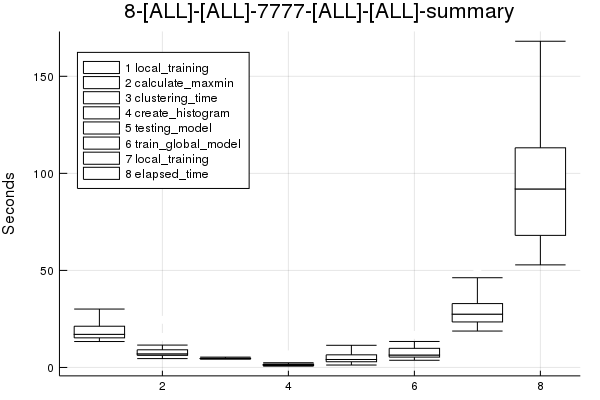 8-[ALL]-[ALL]-7777-[ALL]-[ALL]-summary
Seconds
150
100
50
0
1 local_training
2 calculate_maxmin
3 clustering_time
4 create_histogram
5 testing_model
6 train_global_model
7 local_training
8 elapsed_time
2
4
6
8